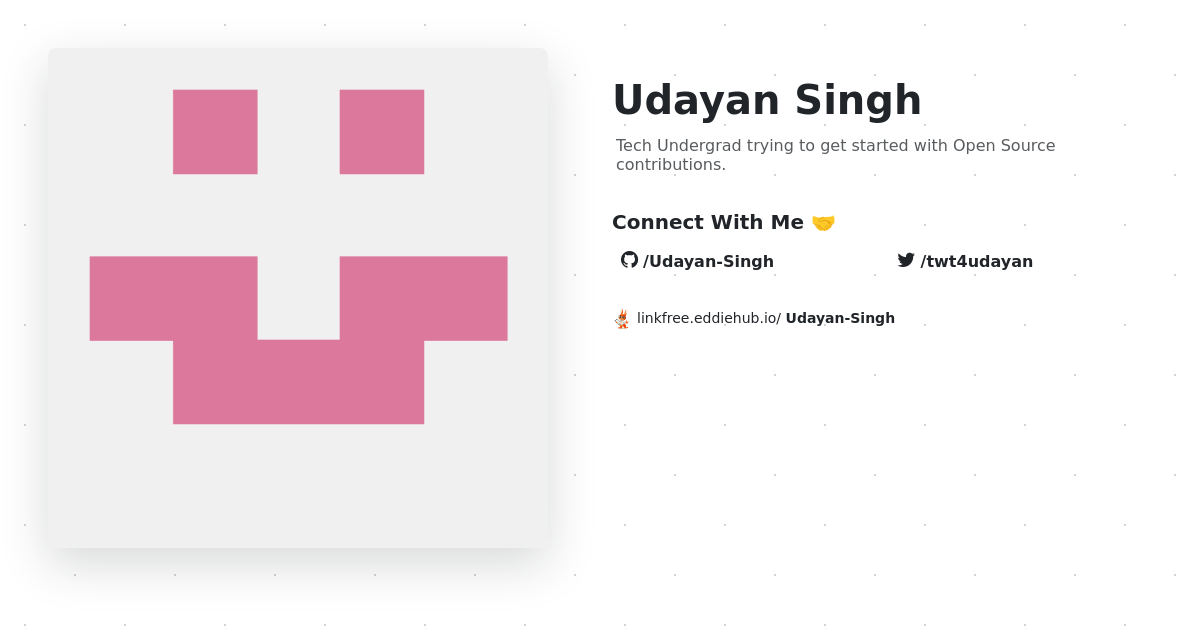 Udayan Singh
Tech Undergrad trying to get started with Open Source
contributions.
Connect With Me 🤝
/Udayan-Singh
/twt4udayan
linkfree.eddiehub.io/ Udayan-Singh